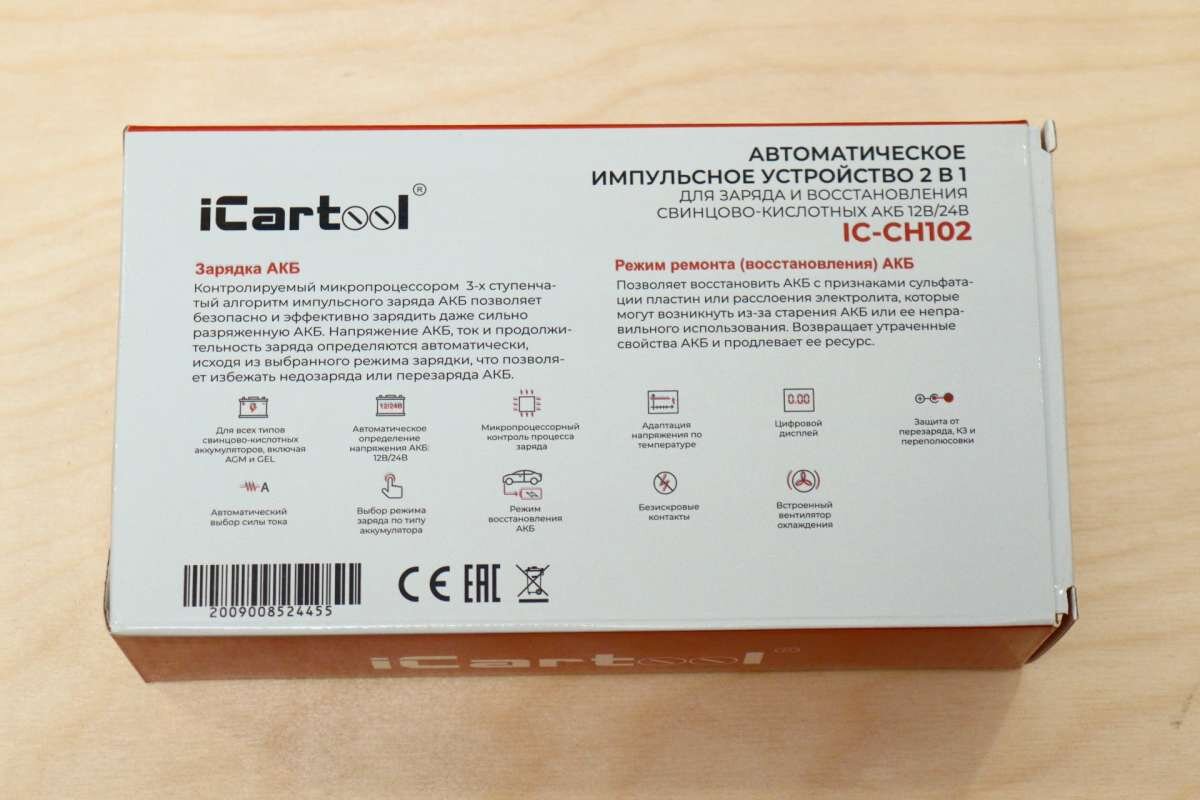 iCartool®
АВТОМАТИЧЕСКОЕ
ИМПУЛЬСНОЕ УСТРОЙСТВО 2 В 1
ДЛЯ ЗАРЯДА И ВОССТАНОВЛЕНИЯ
СВИНЦОВО-КИСЛОТНЫХ АКБ 12В/24В
IC-CH102
Зарядка АКБ
Контролируемый микропроцессором 3-х ступенча-
тый алгоритм импульсного заряда АКБ позволяет
безопасно и эффективно зарядить даже сильно
разряженную АКБ. Напряжение АКБ, ток и продолжи-
тельность заряда определяются автоматически,
исходя из выбранного режима зарядки, что позволя-
ет избежать недозаряда или перезаряда АКБ.
Режим ремонта (восстановления) АКБ
Позволяет восстановить АКБ с признаками сульфата-
ции пластин или расслоения электролита, которые
могут возникнуть из-за старения АКБ или ее непра-
вильного использования. Возвращает утраченные
свойства АКБ и продлевает ее ресурс.
Для всех типов
свинцово-кислотных
аккумуляторов, включая
AGM и GEL
12/24В
Автоматическое
определение
напряжения АКБ:
12В/24В
Микропроцессорный
контроль процесса
заряда
Адаптация
напряжения по
температуре
0.00
Цифровой
дисплей
Защита от
перезаряда, КЗ и
переполюсовки
А
Автоматический
выбор силы тока
Выбор режима
заряда по типу
аккумулятора
Режим
восстановления
АКБ
Безискровые
контакты
Встроенный
вентилятор
охлаждения
2009008524455
CE EAC
iCartool®